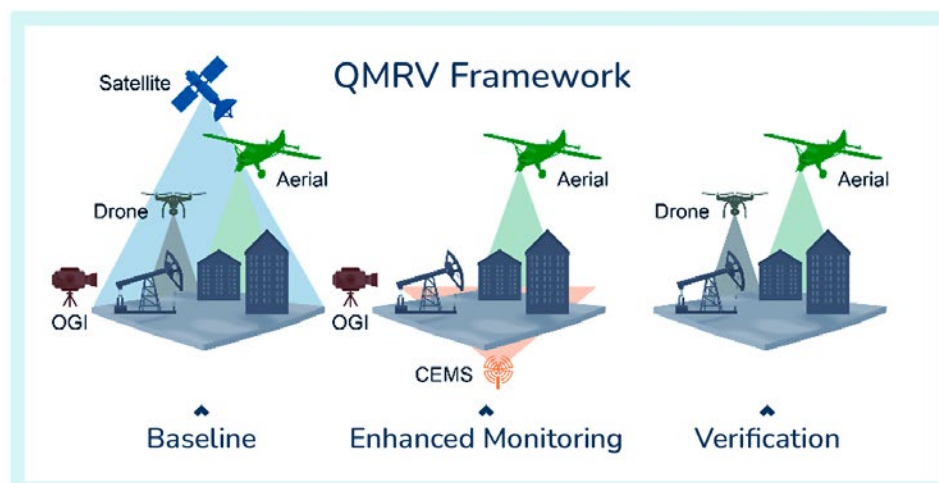 QMRV Framework
Satellite
Aerial
Drone
OGI
Baseline
Aerial
OGI
CEMS
Enhanced Monitoring
Aerial
Drone
Verification